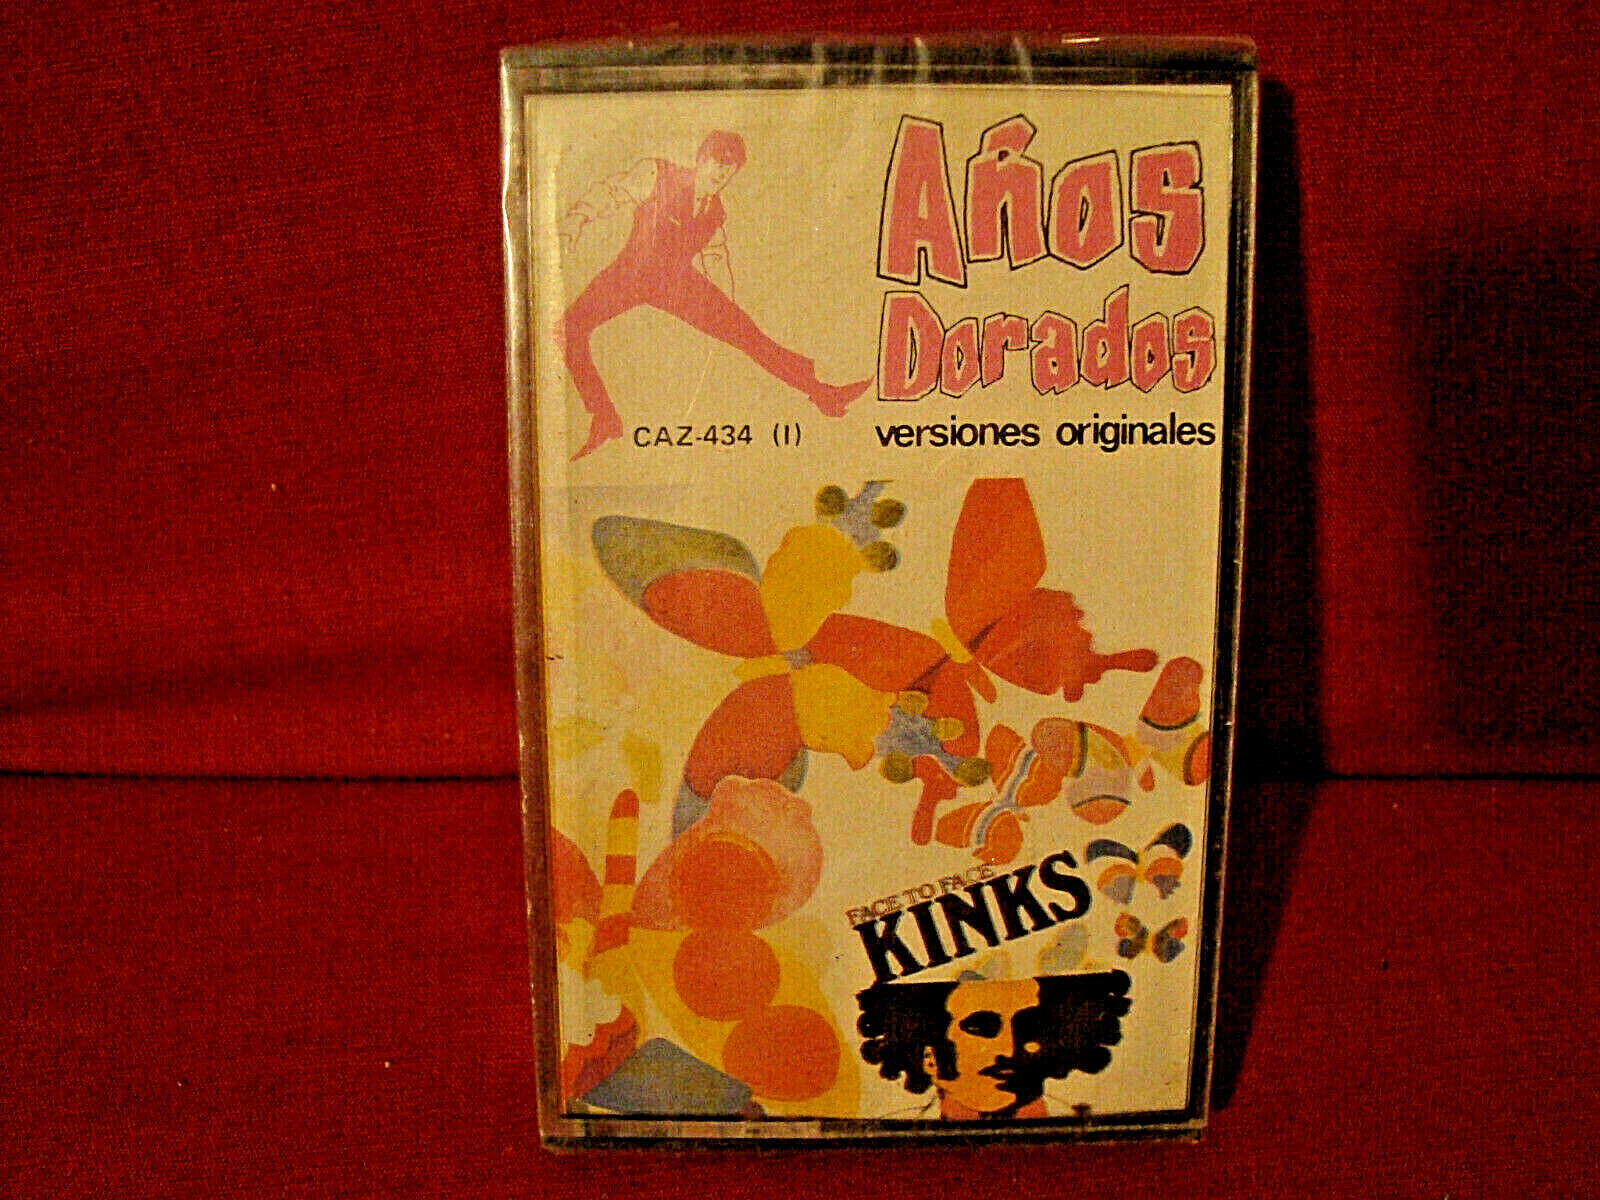 Años
Dorados
CAZ-434 (I) versiones originales
FACE TO FACE
KINKS